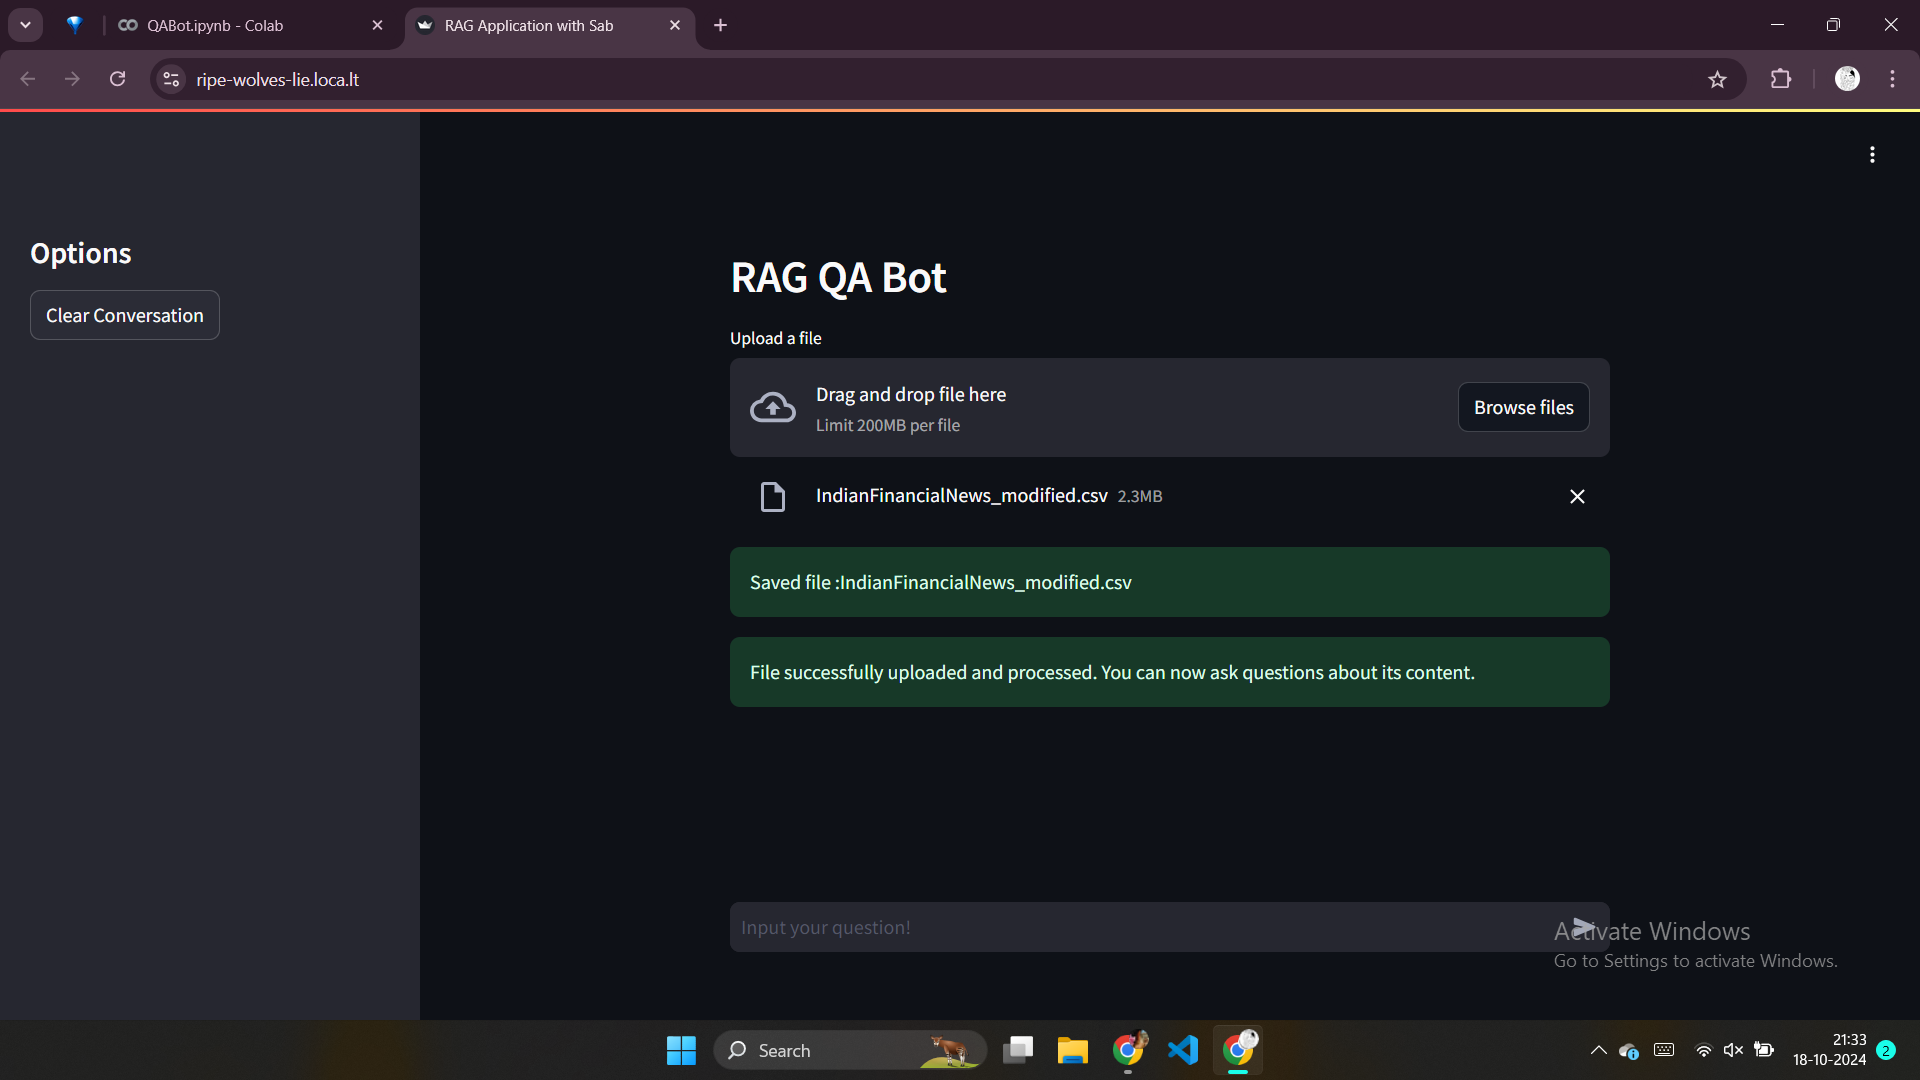 QABot.ipynb - Colab
RAG Application with Sab
ripe-wolves-lie.loca.lt
Options
Clear Conversation
RAG QA Bot
Upload a file
Drag and drop file here
Limit 200MB per file
Browse files
IndianFinancialNews_modified.csv 2.3MB
Saved file :IndianFinancialNews_modified.csv
File successfully uploaded and processed. You can now ask questions about its content.
Input your question!
Activate Windows
Go to Settings to activate Windows.
Search
21:33
18-10-2024
2